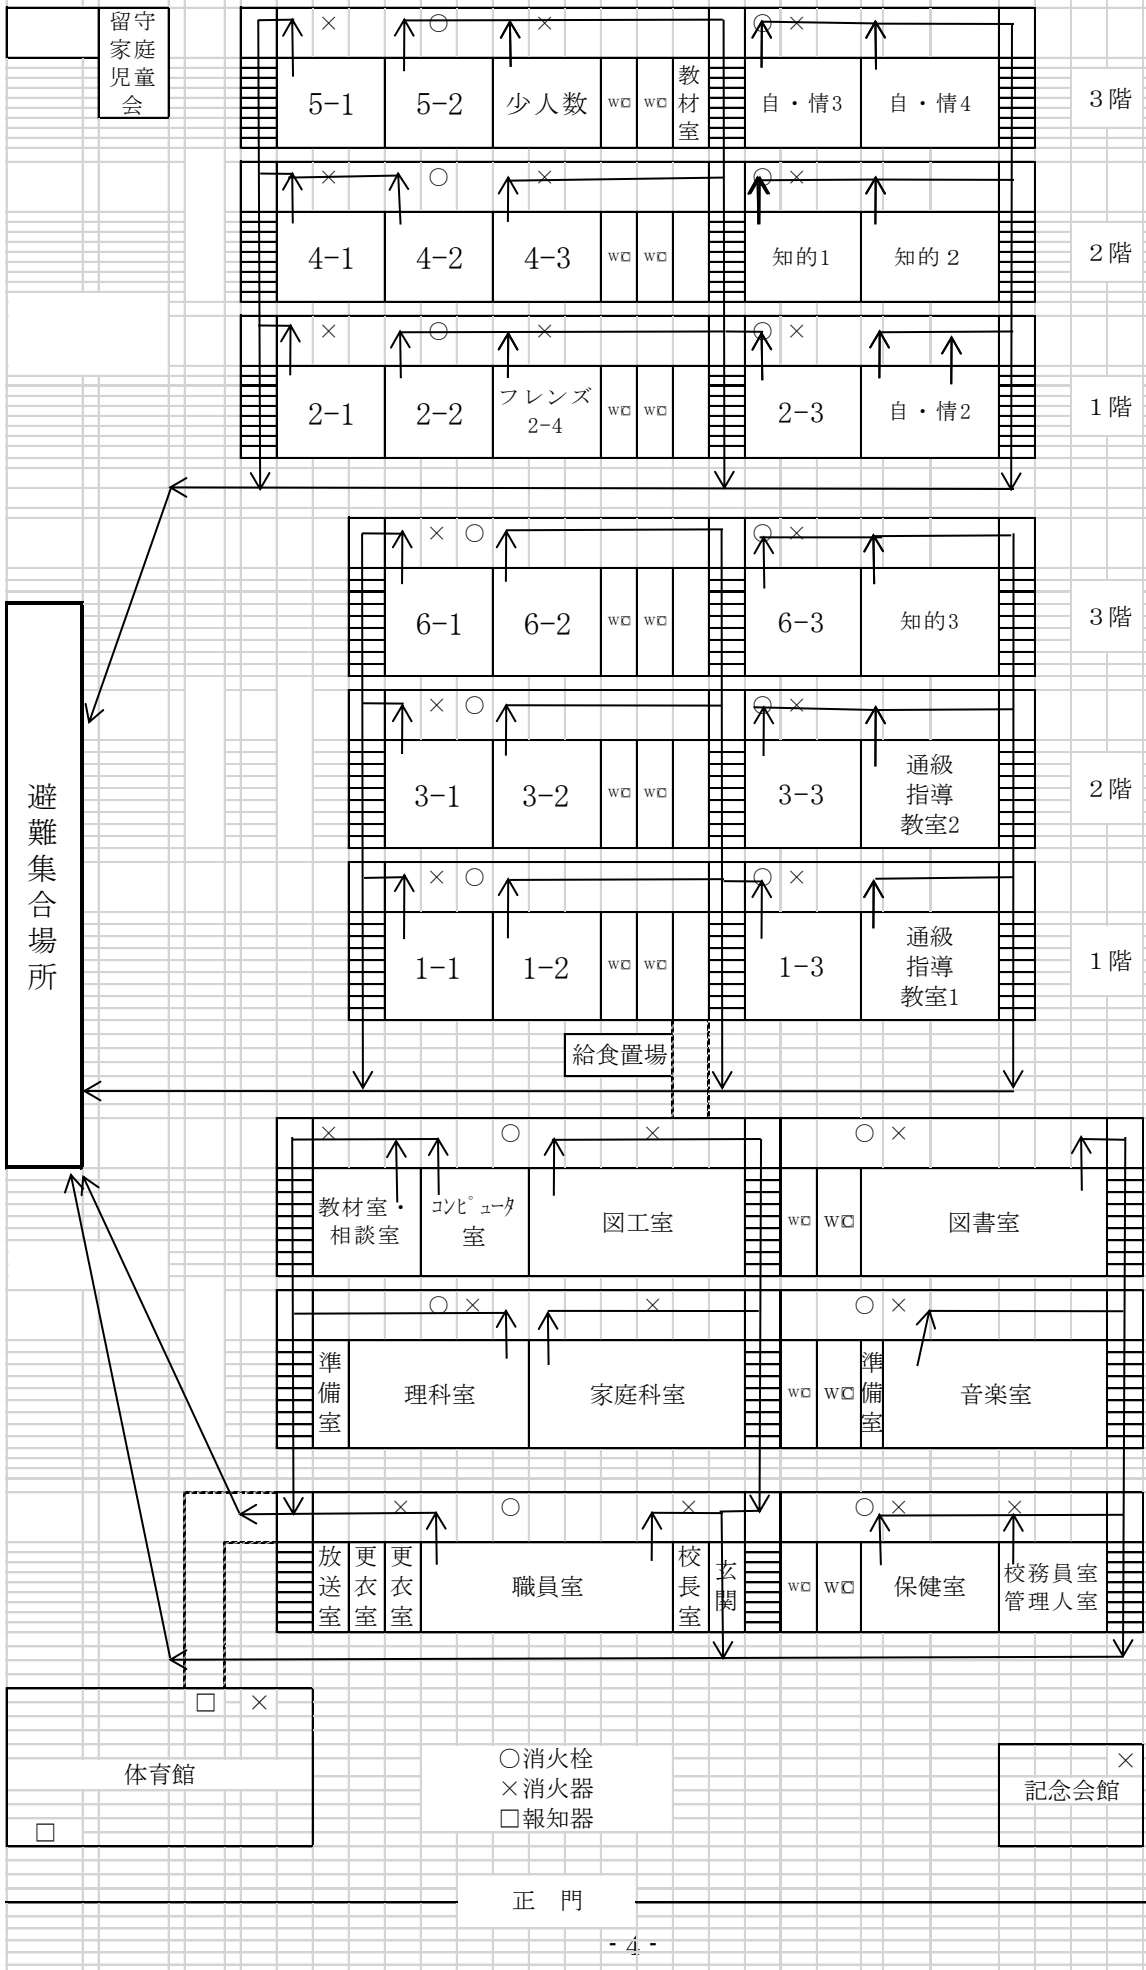 留守
家庭
児童
会
× ○ × ○ ×
5-1 5-2 少人数 WC WC 教材室 自・情3 自・情4 3階
× ○ × ○ ×
4-1 4-2 4-3 WC WC 知的1 知的2 2階
× ○ × ○ ×
2-1 2-2 フレンズ
2-4 WC WC 2-3 自・情2 1階
× ○ ○ ×
6-1 6-2 WC WC 6-3 知的3 3階
× ○ ○ ×
3-1 3-2 WC WC 3-3 通級
指導
教室2 2階
避難集合場所
× ○ ○ ×
1-1 1-2 WC WC 1-3 通級
指導
教室1 1階
給食置場
× ○ × ○ ×
教材室・
相談室 コンピュータ
室 図工室 WC WC 図書室
○ × × ○ ×
準備室 理科室 家庭科室 WC WC 準備室 音楽室
× ○ × ○ × ×
放送室 更衣室 更衣室 職員室 校長室 玄関 WC WC 保健室 校務員室
管理人室
□ ×
体育館
□
○消火栓
×消火器
□報知器
×
記念会館
正 門
- 4 -